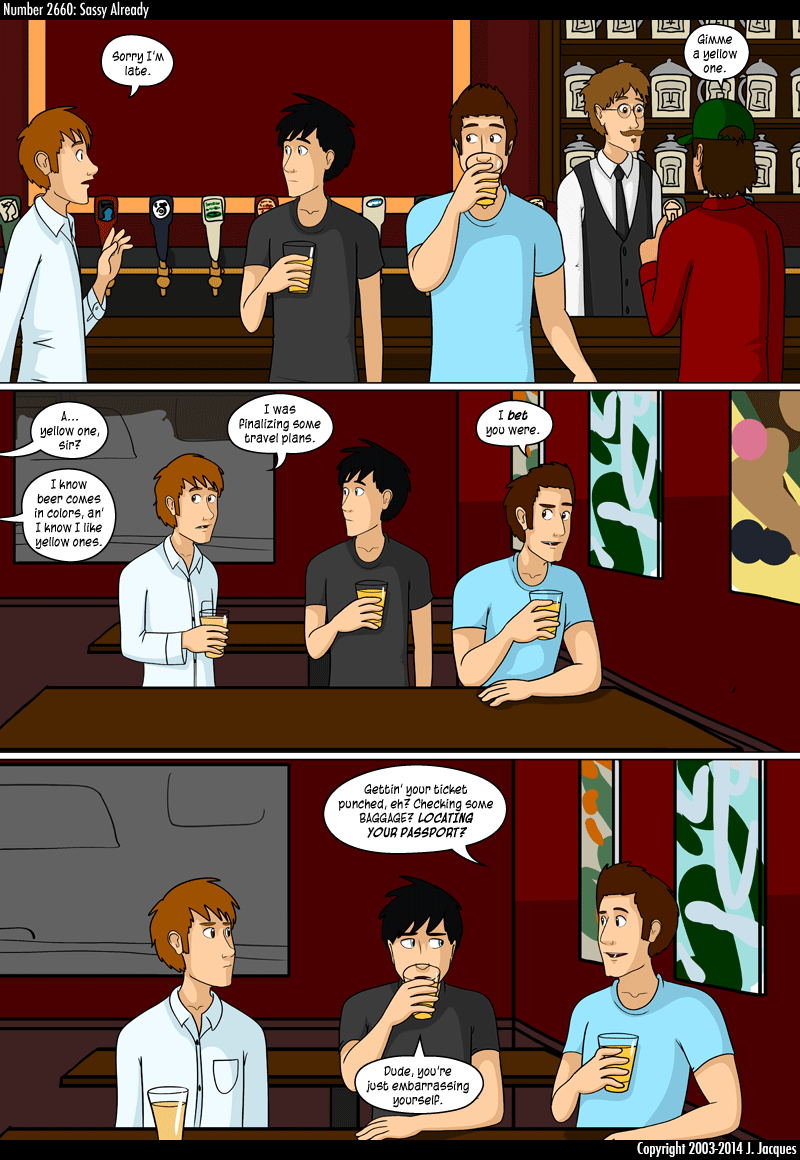 Number 2660: Sassy Already
Sorry I'm
late.
Gimme
a yellow
one.
A...
yellow one,
sir?
I know
beer comes
in colors, an'
I know I like
yellow ones.
I was
finalizing some
travel plans.
I bet
you were.
Gettin' your ticket
punched, eh? Checking some
BAGGAGE? LOCATING
YOUR PASSPORT?
Dude, you're
just embarrassing
yourself.
Copyright 2003-2014 J. Jacques